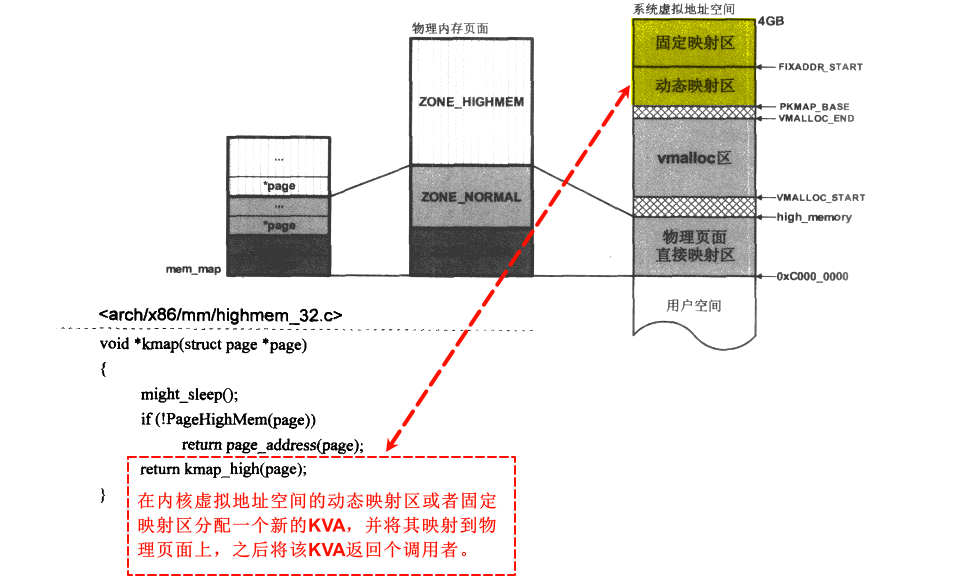 系统虚拟地址空间
4GB
物理内存页面
固定映射区
FIXADDR_START
动态映射区
ZONE_HIGHMEM
PKMAP_BASE
VMALLOC_END
...
vmalloc区
*page
ZONE_NORMAL
VMALLOC_START
...
high_memory
*page
物理页面
直接映射区
mem_map
0xC000_0000
用户空间
<arch/x86/mm/highmem_32.c>
void *kmap(struct page *page)
{
might_sleep();
if (!PageHighMem(page))
return page_address(page);
return kmap_high(page);
}
在内核虚拟地址空间的动态映射区或者固定
映射区分配一个新的KVA，并将其映射到物
理页面上，之后将该KVA返回个调用者。